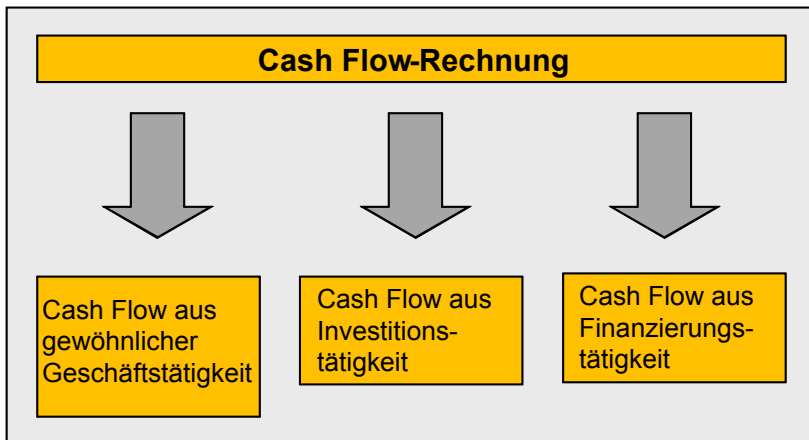 Cash Flow-Rechnung
Cash Flow aus
gewöhnlicher
Geschäftstätigkeit
Cash Flow aus
Investitions-
tätigkeit
Cash Flow aus
Finanzierungs-
tätigkeit